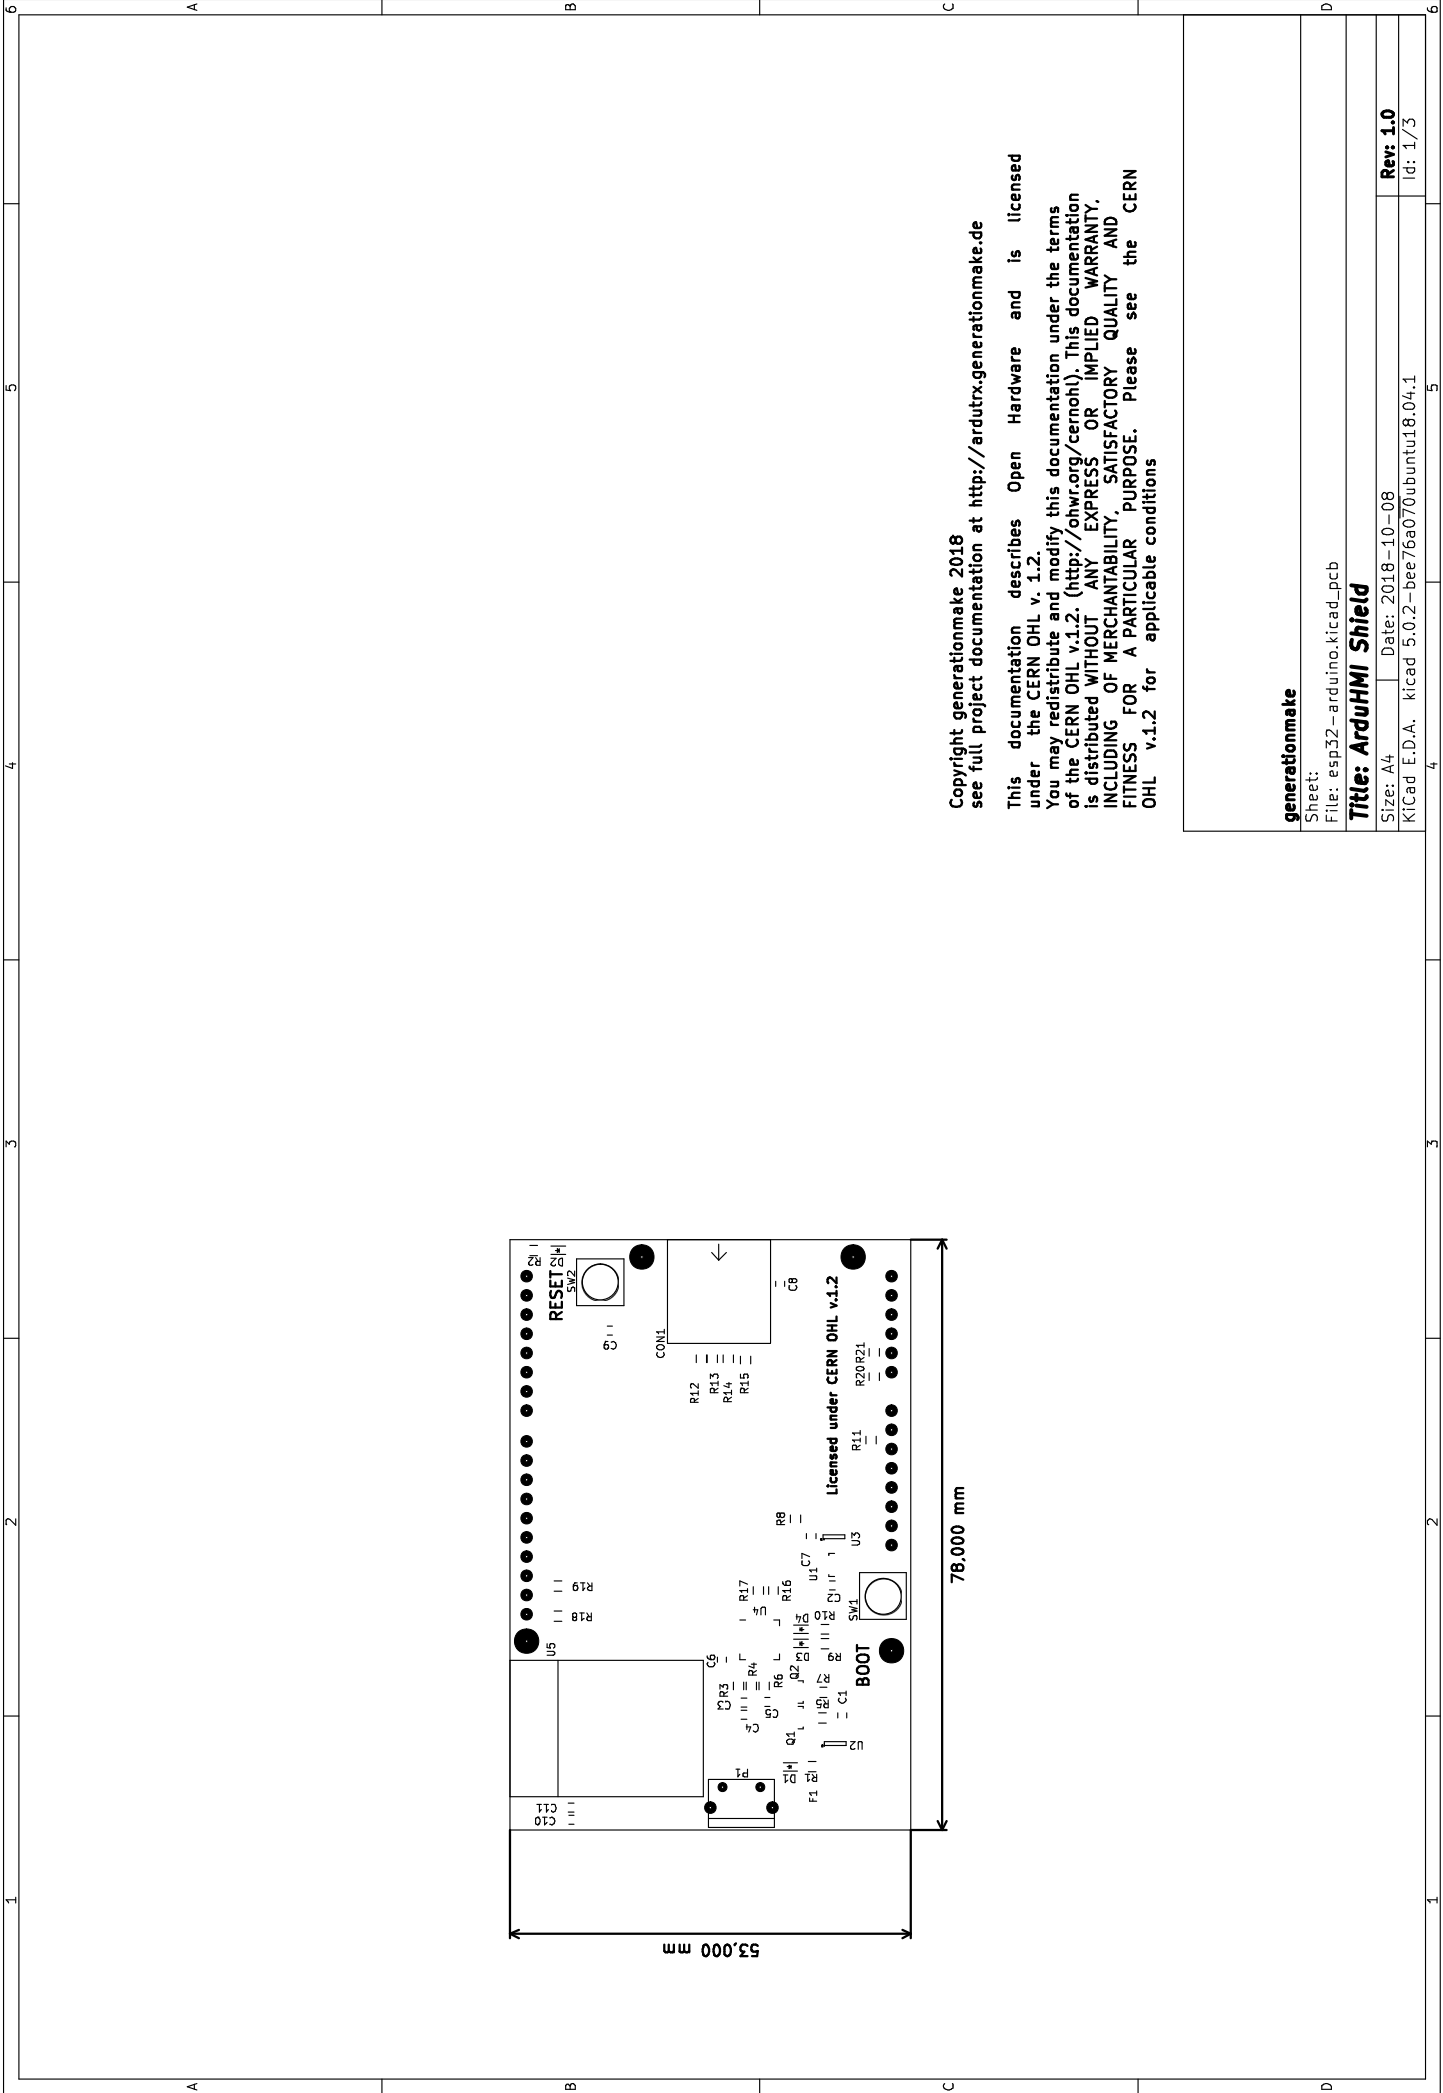 1
2
3
4
5
6
A
B
C
D
53,000 mm
78,000 mm
C10
C11
U5
R18
R19
RESET
SW2
R2
D2
C9
CON1
C8
R12
R13
R14
R15
Licensed under CERN OHL v.1.2
R20
R21
R11
R8
C7
U3
U1
C2
R17
R16
U4
D4
R10
SW1
BOOT
C6
R3
R4
R6
Q2
D3
R9
R7
C3
C4
C5
R5
C1
Q1
U2
P1
D1
R1
F1
Copyright generationmake 2018
see full project documentation at http://ardutrx.generationmake.de
This documentation describes Open Hardware and is licensed
under the CERN OHL v. 1.2.
You may redistribute and modify this documentation under the terms
of the CERN OHL v.1.2. (http://ohwr.org/cernohl). This documentation
is distributed WITHOUT ANY EXPRESS OR IMPLIED WARRANTY,
INCLUDING OF MERCHANTABILITY, SATISFACTORY QUALITY AND
FITNESS FOR A PARTICULAR PURPOSE. Please see the CERN
OHL v.1.2 for applicable conditions
generationmake
Sheet:
File: esp32-arduino.kicad_pcb
Title: ArduHMI Shield
Size: A4 Date: 2018-10-08 Rev: 1.0
KiCad E.D.A. kicad 5.0.2-bee76a070ubuntu18.04.1 Id: 1/3
1
2
3
4
5
6
A
B
C
D